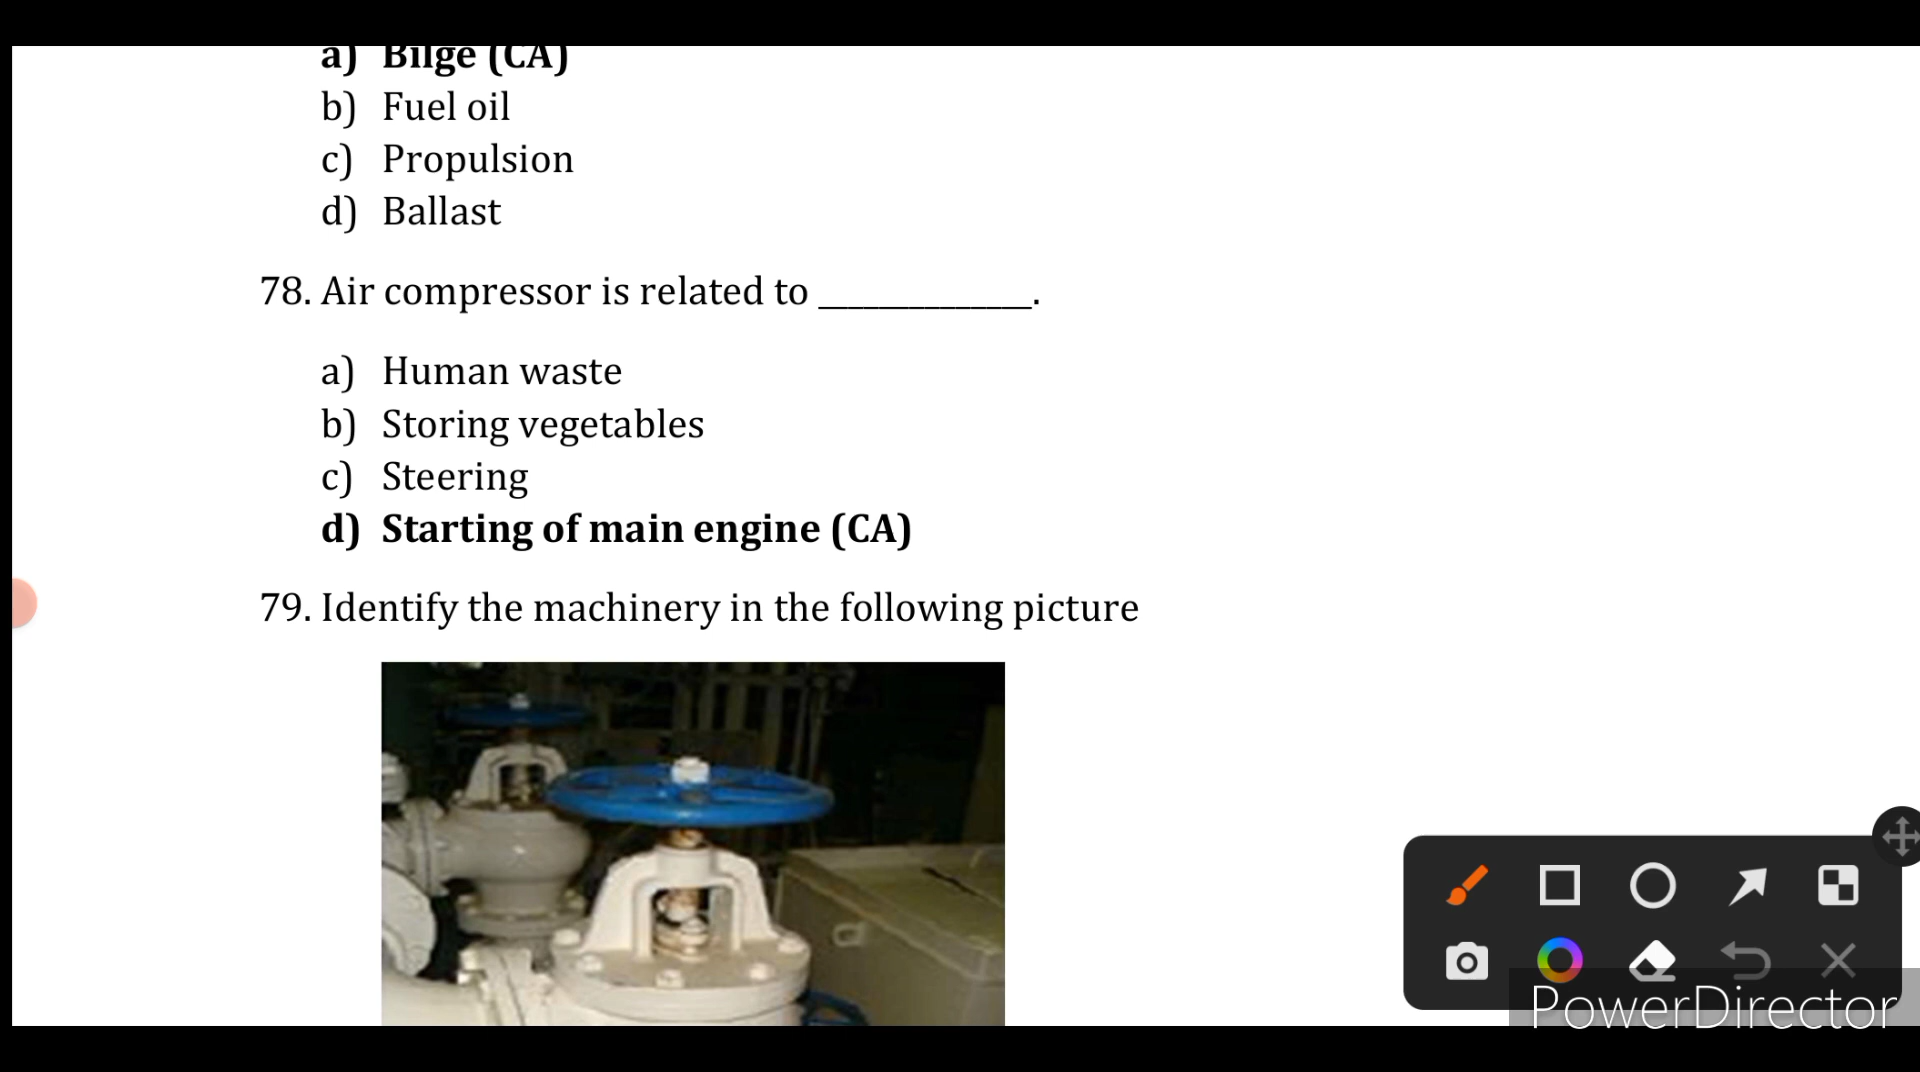 a) Bilge (CA)
b) Fuel oil
c) Propulsion
d) Ballast
78. Air compressor is related to ______________.
a) Human waste
b) Storing vegetables
c) Steering
d) Starting of main engine (CA)
79. Identify the machinery in the following picture
PowerDirector